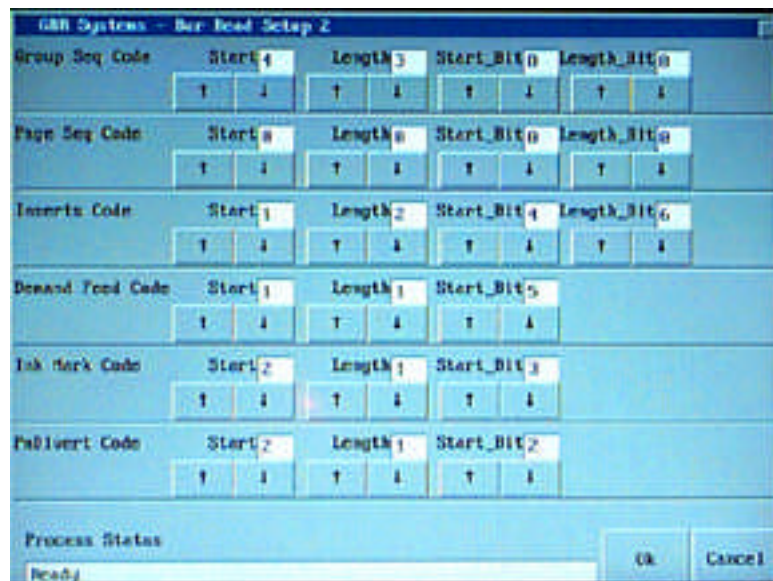 GBR Systems - Bar Read Setup 2
Group Seq Code Start 4 Length 3 Start_Bit 0 Length_Bit 0
↑ ↓ ↑ ↓ ↑ ↓ ↑ ↓
Page Seq Code Start 0 Length 0 Start_Bit 0 Length_Bit 0
↑ ↓ ↑ ↓ ↑ ↓ ↑ ↓
Inserts Code Start 1 Length 2 Start_Bit 4 Length_Bit 6
↑ ↓ ↑ ↓ ↑ ↓ ↑ ↓
Demand Feed Code Start 1 Length 1 Start_Bit 5
↑ ↓ ↑ ↓ ↑ ↓
Ink Mark Code Start 2 Length 1 Start_Bit 3
↑ ↓ ↑ ↓ ↑ ↓
PaDivert Code Start 2 Length 1 Start_Bit 2
↑ ↓ ↑ ↓ ↑ ↓
Process Status
Ready
Ok Cancel